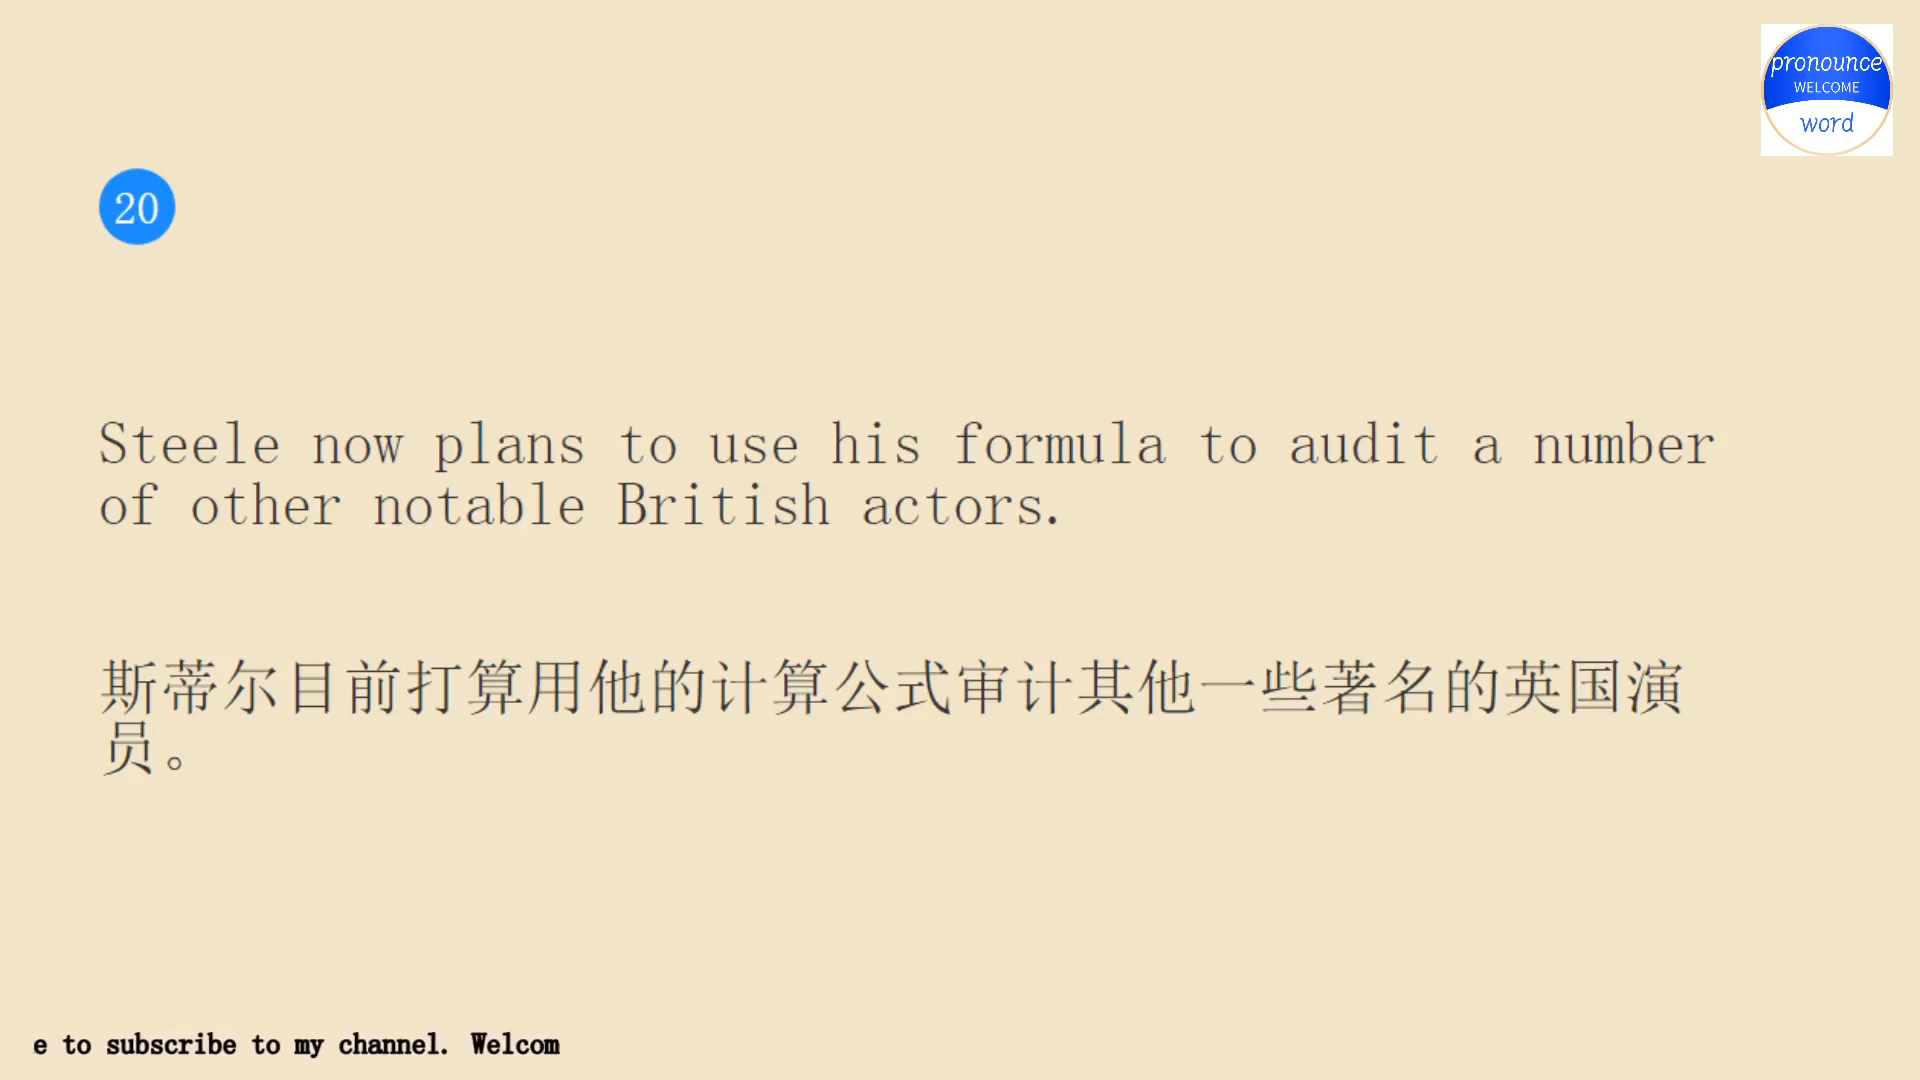 pronounce
WELCOME
word
20
Steele now plans to use his formula to audit a number
of other notable British actors.
斯蒂尔目前打算用他的计算公式审计其他一些著名的英国演
员。
e to subscribe to my channel. Welcom